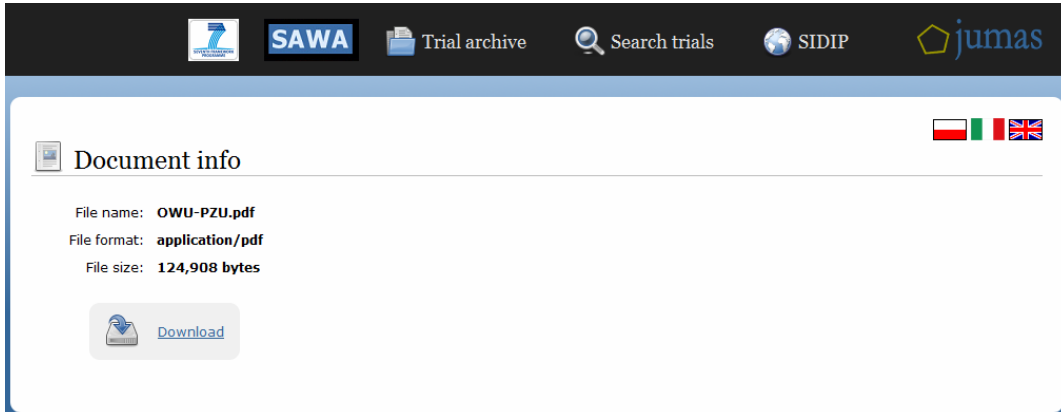 SAWA Trial archive Search trials SIDIP jumas
Document info
File name: OWU-PZU.pdf
File format: application/pdf
File size: 124,908 bytes
Download